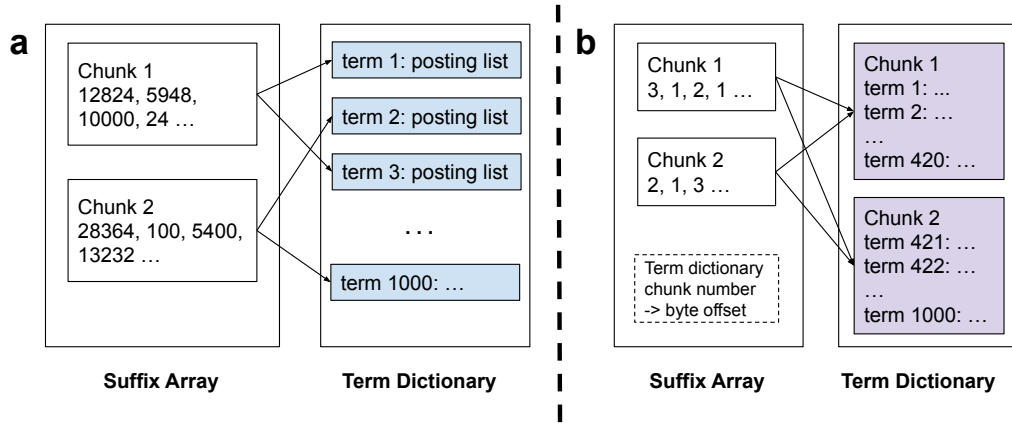 a
Chunk 1
12824, 5948,
10000, 24 …
Chunk 2
28364, 100, 5400,
13232 …
Suffix Array
term 1: posting list
term 2: posting list
term 3: posting list
. . .
term 1000: …
Term Dictionary
b
Chunk 1
3, 1, 2, 1 …
Chunk 2
2, 1, 3 …
Term dictionary
chunk number
-> byte offset
Suffix Array
Chunk 1
term 1: ...
term 2: …
…
term 420: …
Chunk 2
term 421: …
term 422: …
…
term 1000: …
Term Dictionary